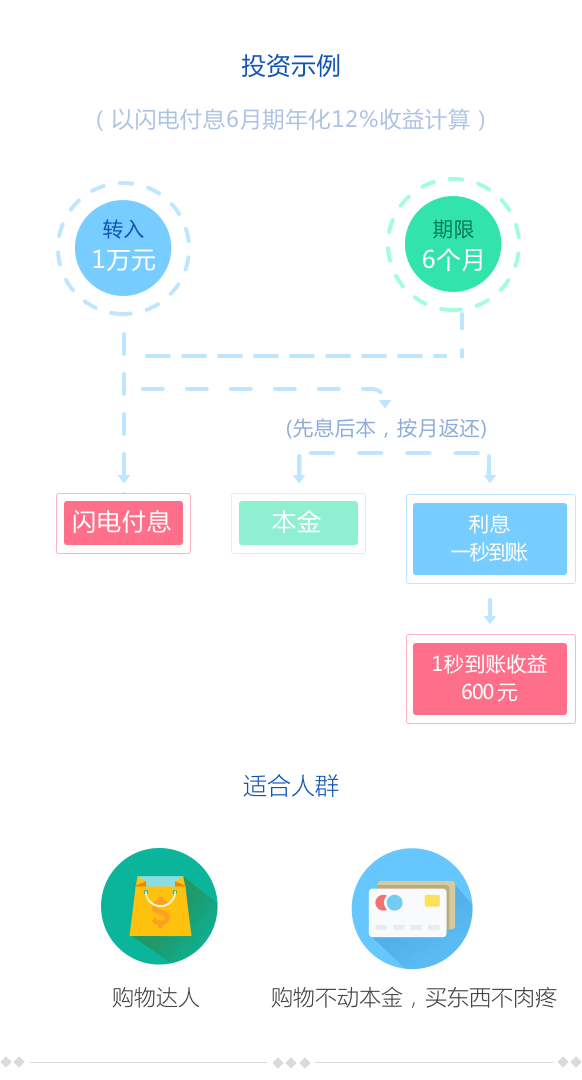 投资示例
(以闪电付息6月期年化12%收益计算)
转入
1万元
期限
6个月
(先息后本，按月返还)
闪电付息
本金
利息
一秒到账
1秒到账收益
600元
适合人群
购物达人
购物不动本金，买东西不肉疼